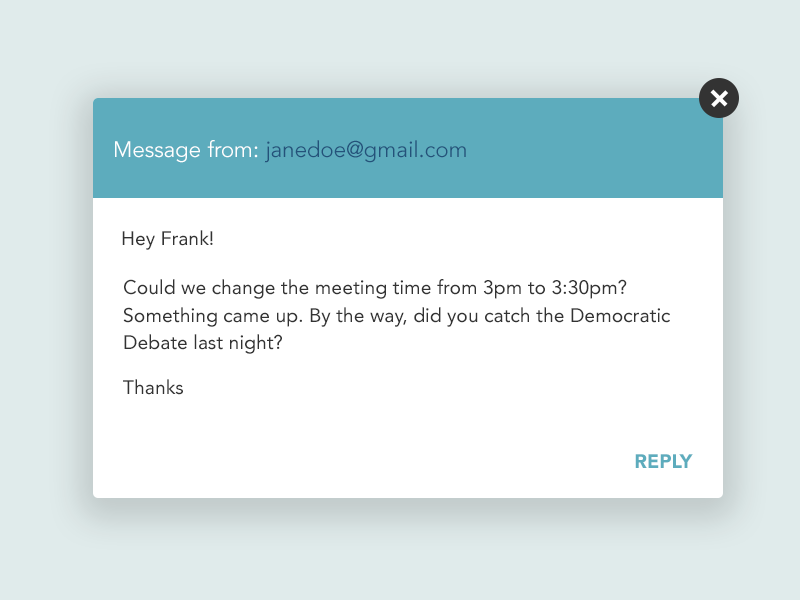 Message from: janedoe@gmail.com
Hey Frank!
Could we change the meeting time from 3pm to 3:30pm?
Something came up. By the way, did you catch the Democratic
Debate last night?
Thanks
REPLY